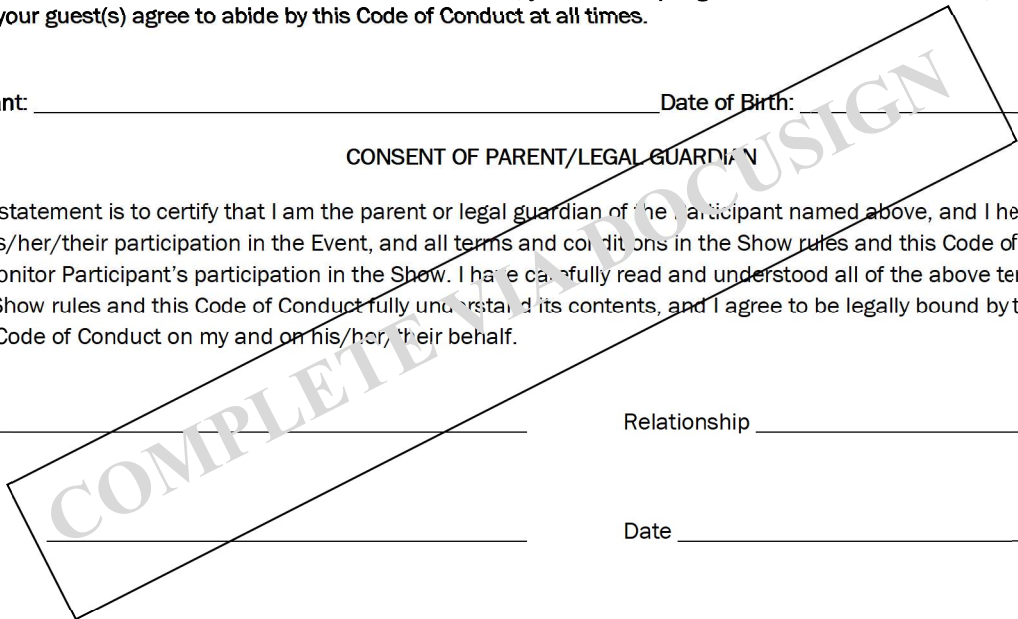 your guest(s) agree to abide by this Code of Conduct at all times.
nt: Date of Birth:
CONSENT OF PARENT/LEGAL GUARDIAN
statement is to certify that I am the parent or legal guardian of the Participant named above, and I he
s/her/their participation in the Event, and all terms and conditions in the Show rules and this Code of
onitor Participant's participation in the Show. I have carefully read and understood all of the above ter
Show rules and this Code of Conduct fully understand its contents, and I agree to be legally bound by t
Code of Conduct on my and on his/her/their behalf.
Relationship
Date
COMPLETE VIA DOCUSIGN